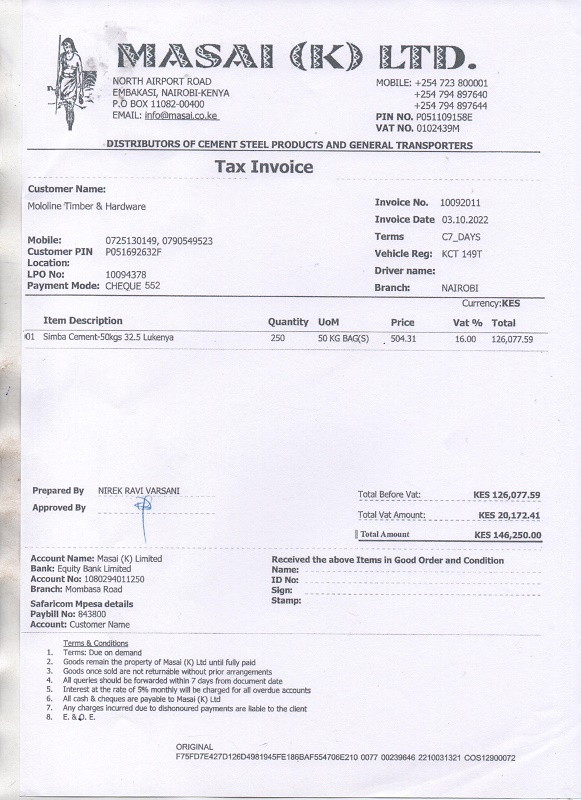 MASAI (K) LTD.
NORTH AIRPORT ROAD
EMBAKASI, NAIROBI-KENYA
P.O BOX 11082-00400
EMAIL: info@masai.co.ke
MOBILE: +254 723 800001
+254 794 897640
+254 794 897644
PIN NO. P051109158E
VAT NO. 0102439M
DISTRIBUTORS OF CEMENT STEEL PRODUCTS AND GENERAL TRANSPORTERS
Tax Invoice
Customer Name:
Mololine Timber & Hardware
Mobile: 0725130149, 0790549523
Customer PIN P051692632F
Location:
LPO No: 10094378
Payment Mode: CHEQUE 552
Invoice No. 10092011
Invoice Date 03.10.2022
Terms C7_DAYS
Vehicle Reg: KCT 149T
Driver name:
Branch: NAIROBI
Currency:KES
Item Description Quantity UoM Price Vat % Total
001 Simba Cement-50kgs 32.5 Lukenya 250 50 KG BAG(S) 504.31 16.00 126,077.59
Prepared By NIREK RAVI VARSANI
Approved By
Total Before Vat: KES 126,077.59
Total Vat Amount: KES 20,172.41
Total Amount KES 146,250.00
Account Name: Masai (K) Limited
Bank: Equity Bank Limited
Account No: 1080294011250
Branch: Mombasa Road
Safaricom Mpesa details
Paybill No: 843800
Account: Customer Name
Received the above Items in Good Order and Condition
Name:
ID No:
Sign:
Stamp:
Terms & Conditions
1. Terms: Due on demand
2. Goods remain the property of Masai (K) Ltd until fully paid
3. Goods once sold are not returnable without prior arrangements
4. All queries should be forwarded within 7 days from document date
5. Interest at the rate of 5% monthly will be charged for all overdue accounts
6. All cash & cheques are payable to Masai (K) Ltd
7. Any charges incurred due to dishonoured payments are liable to the client
8. E. & O. E.
ORIGINAL
F75FD7E427D126D4981945FE186BAF554706E210 0077 00239646 2210031321 COS12900072